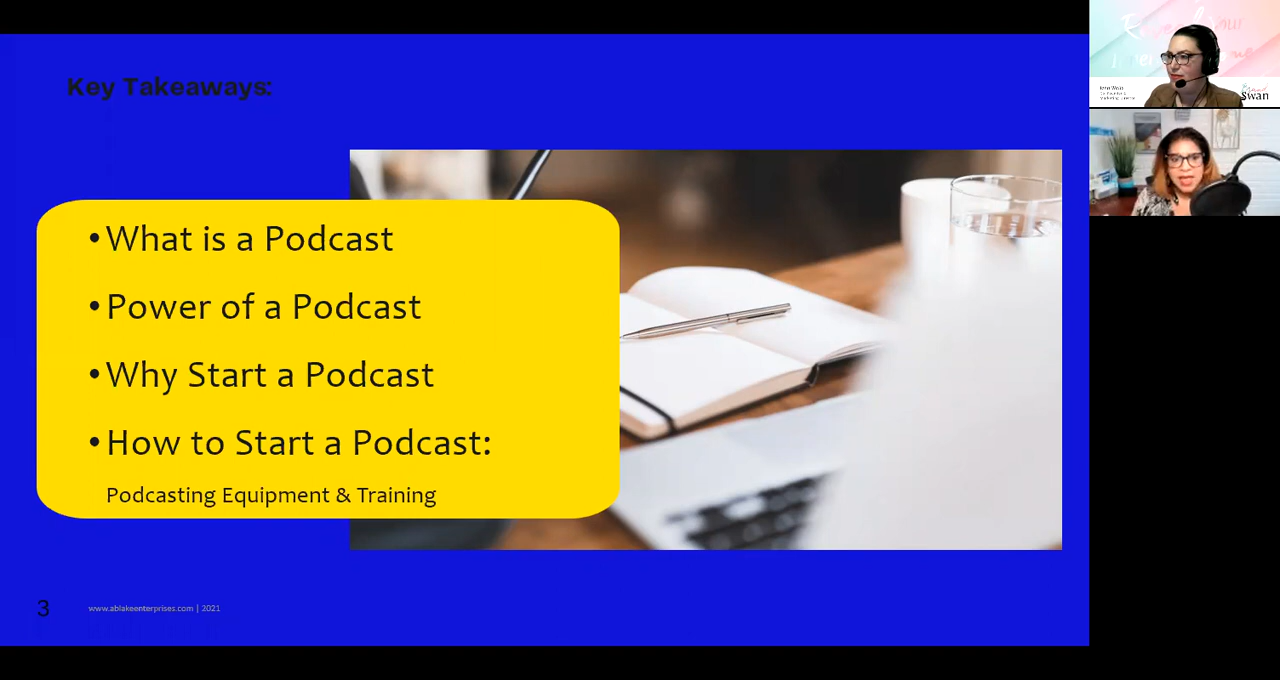 Key Takeaways:
•What is a Podcast
•Power of a Podcast
•Why Start a Podcast
•How to Start a Podcast:
Podcasting Equipment & Training
3
www.ablakeenterprises.com | 2021
swan